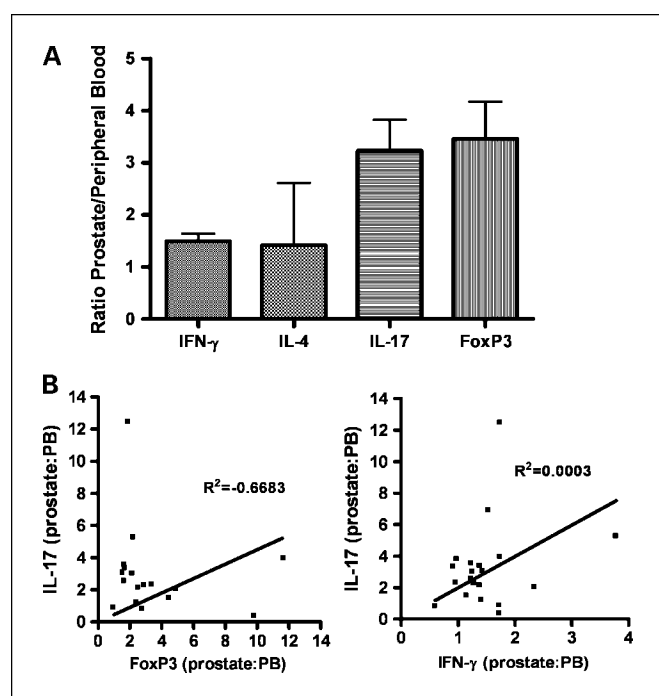 A
Ratio Prostate/Peripheral Blood
5
4
3
2
1
0
IFN-γ IL-4 IL-17 FoxP3
B
IL-17 (prostate:PB)
14
12
10
8
6
4
2
0
R²=-0.6683
0 2 4 6 8 10 12 14
FoxP3 (prostate:PB)
IL-17 (prostate:PB)
14
12
10
8
6
4
2
0
R²=0.0003
0 1 2 3 4
IFN-γ (prostate:PB)